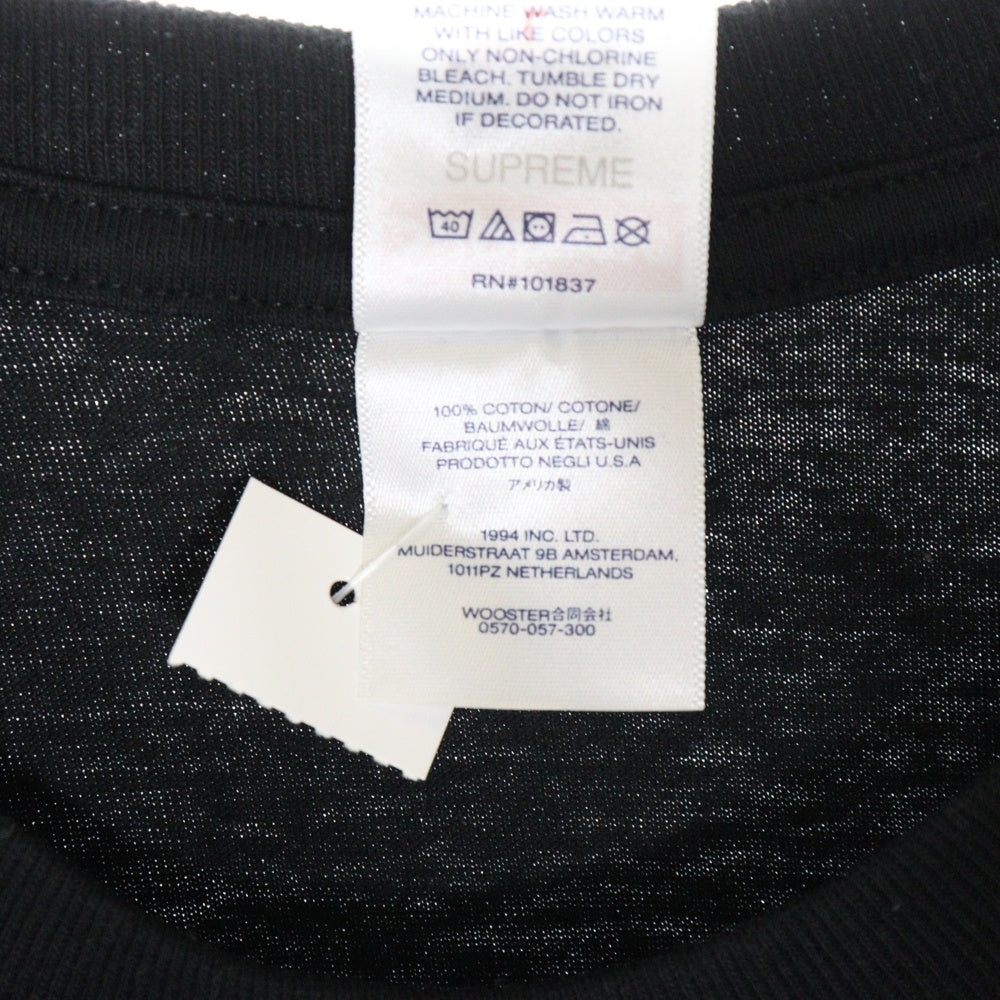 MACHINE WASH WARM
WITH LIKE COLORS
ONLY NON-CHLORINE
BLEACH. TUMBLE DRY
MEDIUM. DO NOT IRON
IF DECORATED.
SUPREME
40
RN#101837
100% COTON/ COTONE/
BAUMWOLLE/ 綿
FABRIQUÉ AUX ÉTATS-UNIS
PRODOTTO NEGLI U.S.A
アメリカ製
1994 INC. LTD.
MUIDERSTRAAT 9B AMSTERDAM,
1011PZ NETHERLANDS
WOOSTER合同会社
0570-057-300